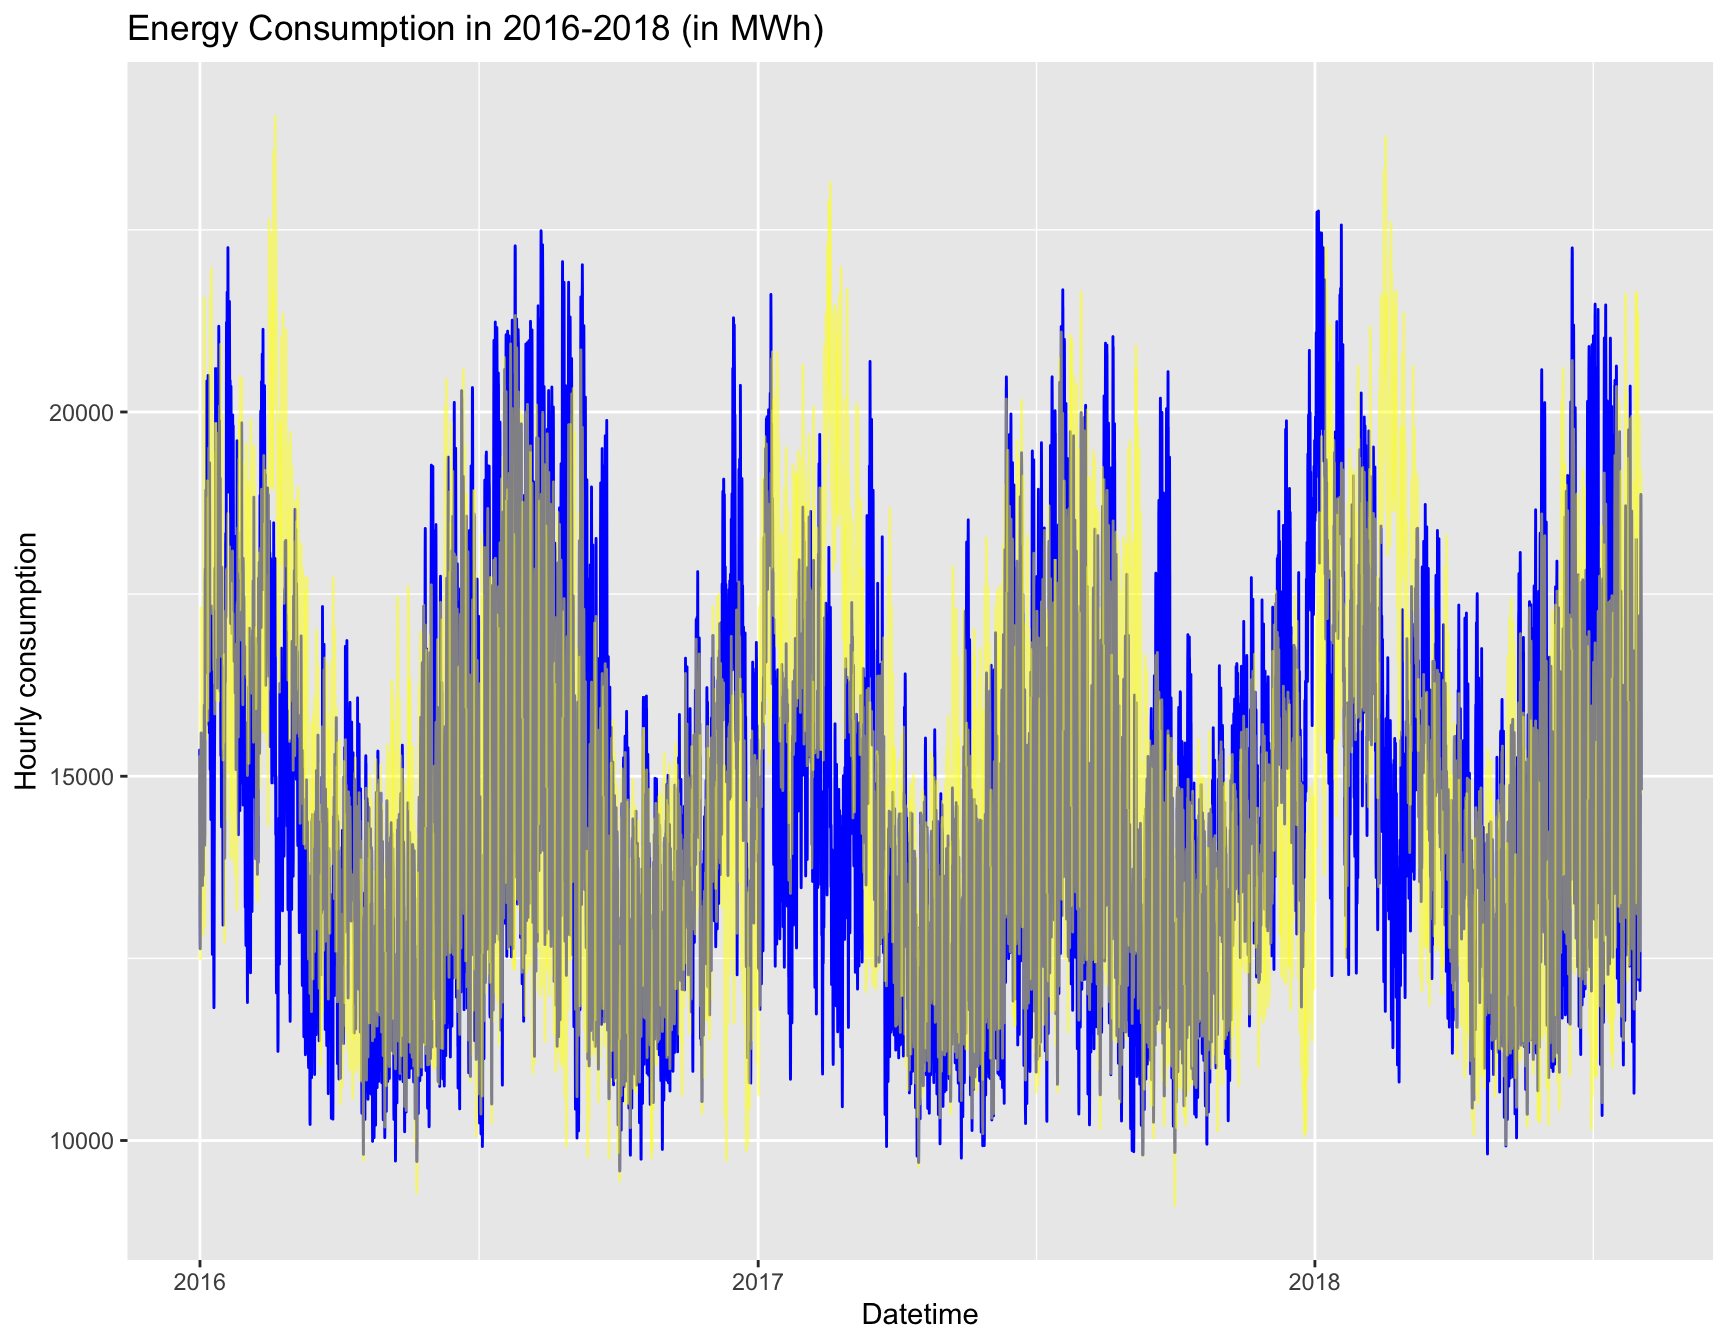 Energy Consumption in 2016-2018 (in MWh)
Hourly consumption
20000
15000
10000
2016
2017
2018
Datetime